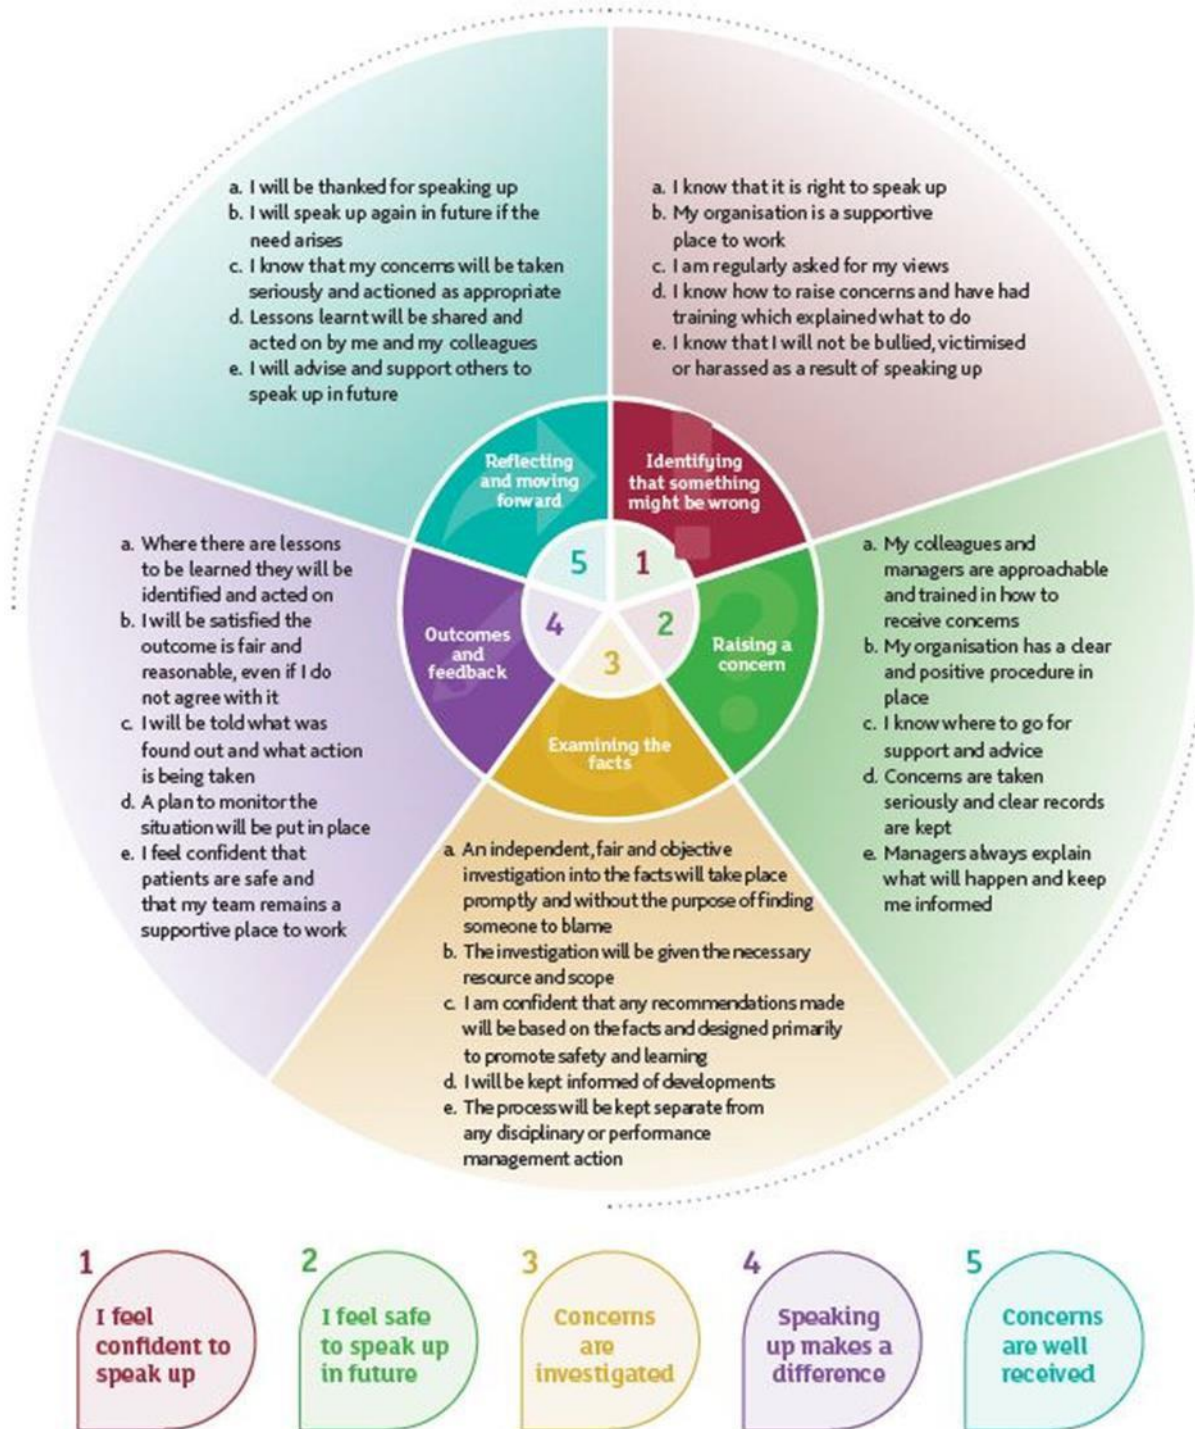 a. I will be thanked for speaking up
b. I will speak up again in future if the
need arises
c. I know that my concerns will be taken
seriously and actioned as appropriate
d. Lessons learnt will be shared and
acted on by me and my colleagues
e. I will advise and support others to
speak up in future
a. I know that it is right to speak up
b. My organisation is a supportive
place to work
c. I am regularly asked for my views
d. I know how to raise concerns and have had
training which explained what to do
e. I know that I will not be bullied, victimised
or harassed as a result of speaking up
Reflecting
and moving
forward
Identifying
that something
might be wrong
5
1
4
2
3
Outcomes
and
feedback
Raising a
concern
Examining the
facts
a. Where there are lessons
to be learned they will be
identified and acted on
b. I will be satisfied the
outcome is fair and
reasonable, even if I do
not agree with it
c. I will be told what was
found out and what action
is being taken
d. A plan to monitor the
situation will be put in place
e. I feel confident that
patients are safe and
that my team remains a
supportive place to work
a. My colleagues and
managers are approachable
and trained in how to
receive concerns
b. My organisation has a clear
and positive procedure in
place
c. I know where to go for
support and advice
d. Concerns are taken
seriously and clear records
are kept
e. Managers always explain
what will happen and keep
me informed
a. An independent, fair and objective
investigation into the facts will take place
promptly and without the purpose of finding
someone to blame
b. The investigation will be given the necessary
resource and scope
c. I am confident that any recommendations made
will be based on the facts and designed primarily
to promote safety and learning
d. I will be kept informed of developments
e. The process will be kept separate from
any disciplinary or performance
management action
1
I feel
confident to
speak up
2
I feel safe
to speak up
in future
3
Concerns
are
investigated
4
Speaking
up makes a
difference
5
Concerns
are well
received